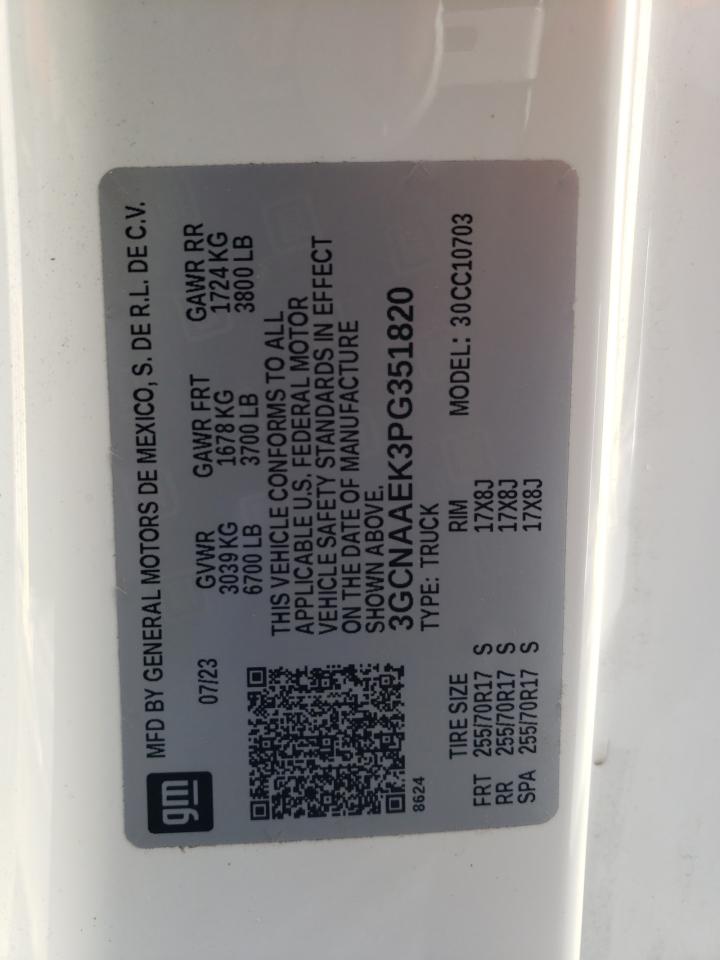 gm
MFD BY GENERAL MOTORS DE MEXICO, S. DE R.L. DE C.V.
07/23
GVWR GAWR FRT GAWR RR
3039 KG 1678 KG 1724 KG
6700 LB 3700 LB 3800 LB
THIS VEHICLE CONFORMS TO ALL
APPLICABLE U.S. FEDERAL MOTOR
VEHICLE SAFETY STANDARDS IN EFFECT
ON THE DATE OF MANUFACTURE
SHOWN ABOVE.
3GCNAAEK3PG351820
TYPE: TRUCK
8624
MODEL: 30CC10703
TIRE SIZE RIM
FRT 255/70R17 S 17X8J
RR 255/70R17 S 17X8J
SPA 255/70R17 S 17X8J